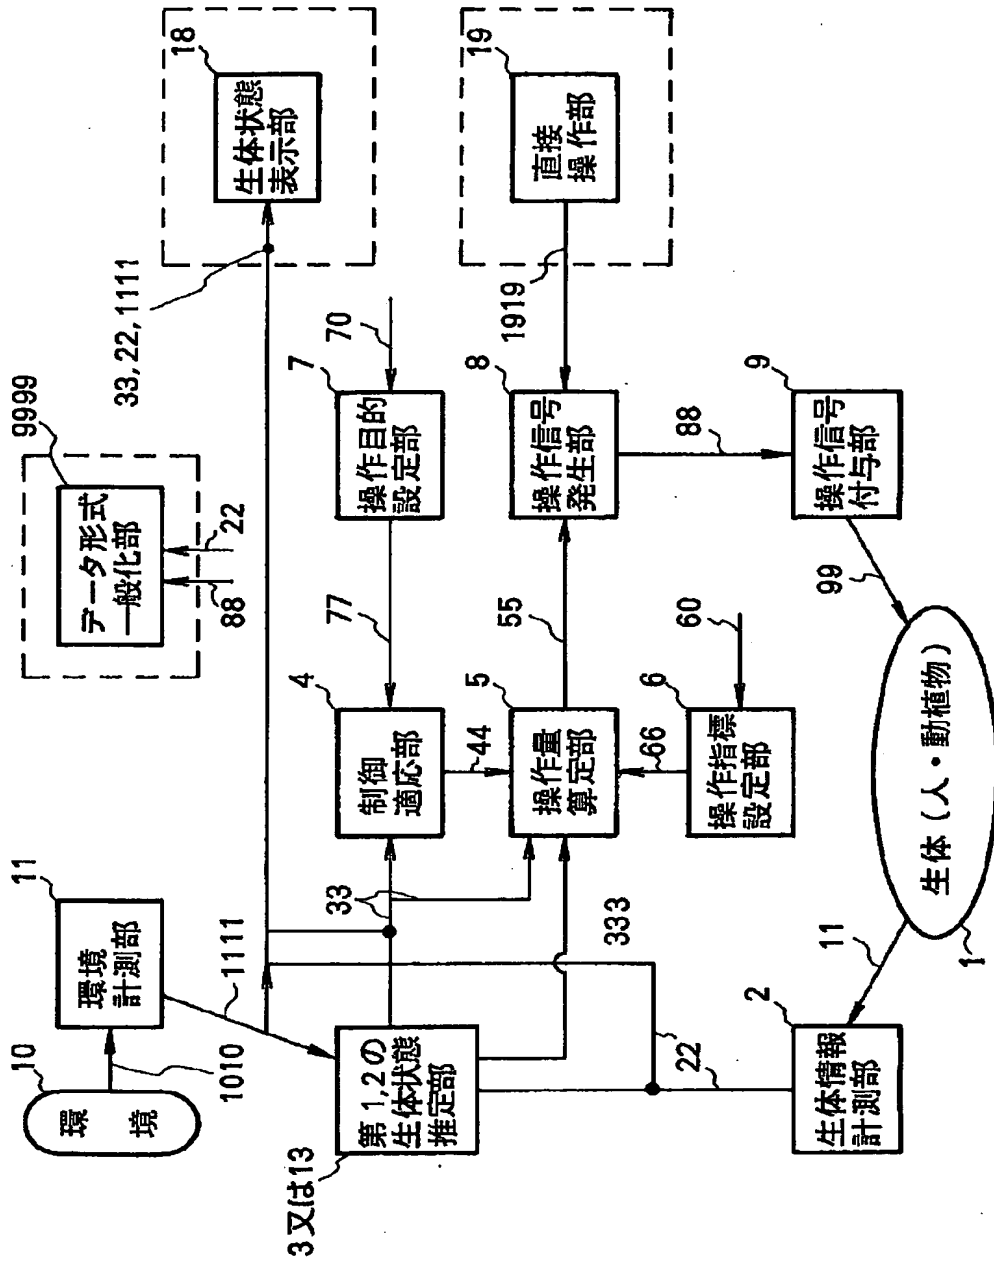 10
環境
1010
11
環境
計測部
1111
9999
データ形式
一般化部
88
22
33,22,1111
18
生体状態
表示部
3又は13
第1,2の
生体状態
推定部
33
333
4
制御
適応部
44
77
7
操作目的
設定部
70
5
操作量
算定部
55
8
操作信号
発生部
1919
19
直接
操作部
66
6
操作指標
設定部
60
88
22
22
2
生体情報
計測部
11
1
生体(人・動植物)
99
9
操作信号
付与部